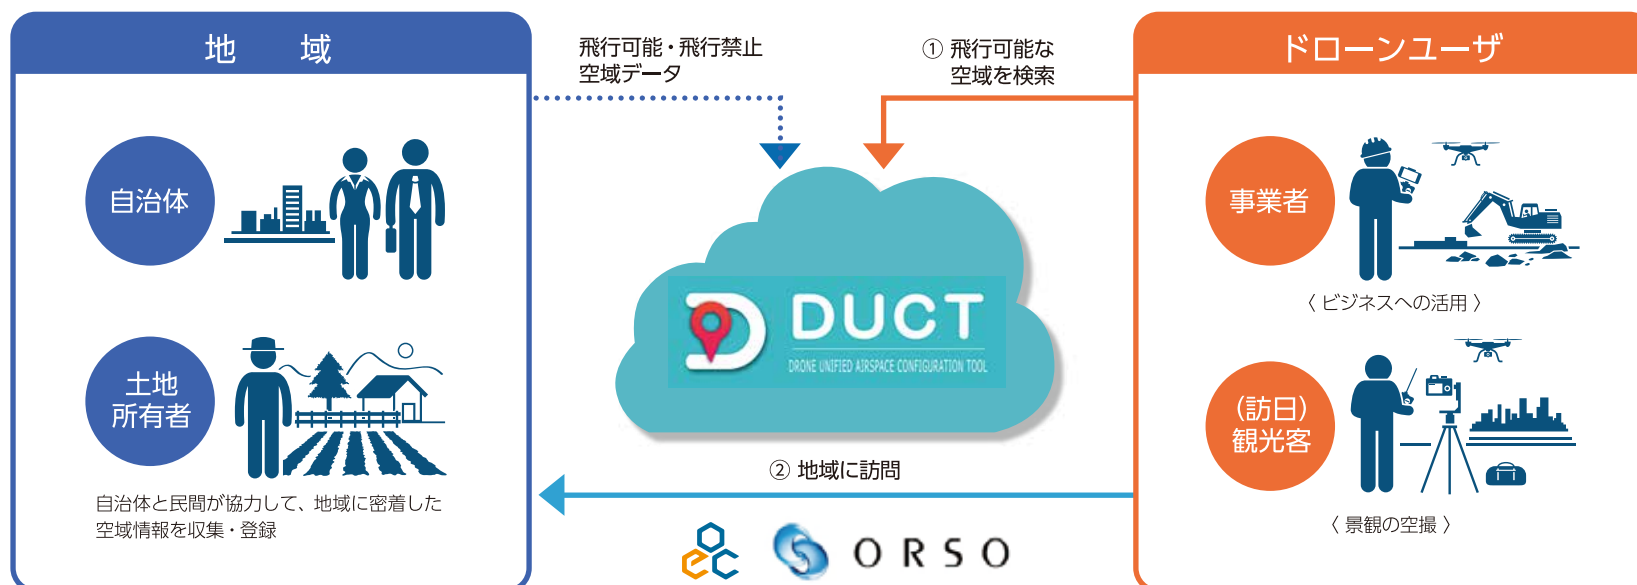 地 域
自治体
土地
所有者
自治体と民間が協力して、地域に密着した
空域情報を収集・登録
飛行可能・飛行禁止
空域データ
① 飛行可能な
空域を検索
DUCT
DRONE UNIFIED AIRSPACE CONFIGURATION TOOL
② 地域に訪問
eoc
ORSO
ドローンユーザ
事業者
〈 ビジネスへの活用 〉
(訪日)
観光客
〈 景観の空撮 〉